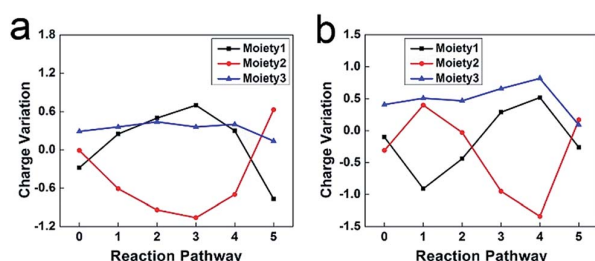 a
Moiety1
Moiety2
Moiety3
1.8
1.2
0.6
0.0
-0.6
-1.2
Charge Variation
0 1 2 3 4 5
Reaction Pathway
b
Moiety1
Moiety2
Moiety3
1.5
1.0
0.5
0.0
-0.5
-1.0
-1.5
Charge Variation
0 1 2 3 4 5
Reaction Pathway